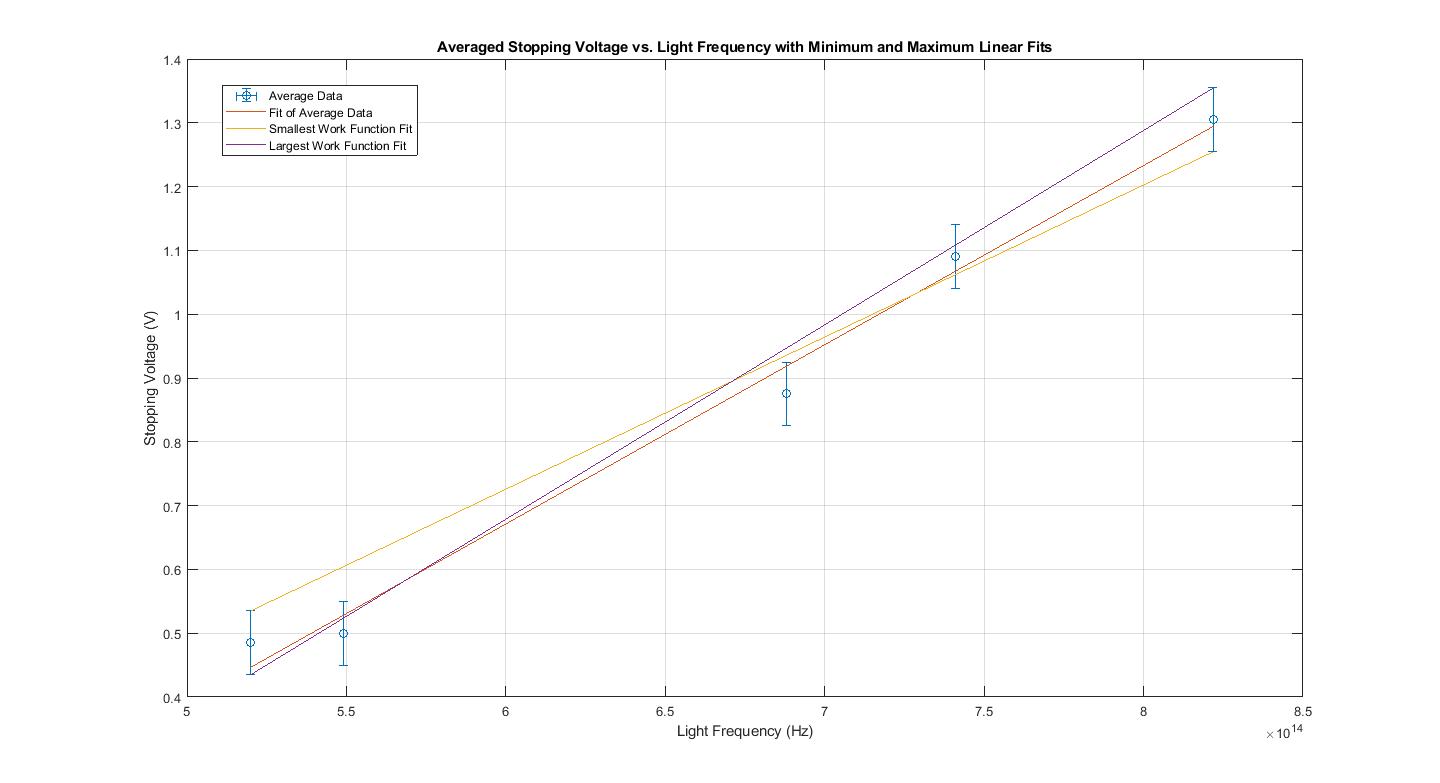 Averaged Stopping Voltage vs. Light Frequency with Minimum and Maximum Linear Fits
Average Data
Fit of Average Data
Smallest Work Function Fit
Largest Work Function Fit
Stopping Voltage (V)
1.4
1.3
1.2
1.1
1
0.9
0.8
0.7
0.6
0.5
0.4
5
5.5
6
6.5
7
7.5
8
8.5
Light Frequency (Hz)
×10^14